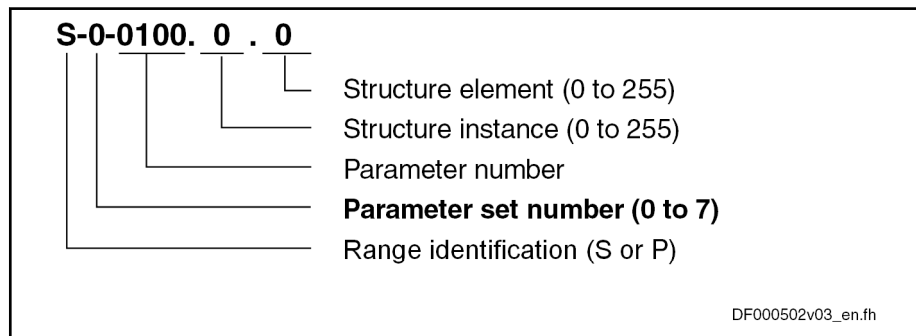 S-0-0100. 0 . 0
Structure element (0 to 255)
Structure instance (0 to 255)
Parameter number
Parameter set number (0 to 7)
Range identification (S or P)
DF000502v03_en.fh